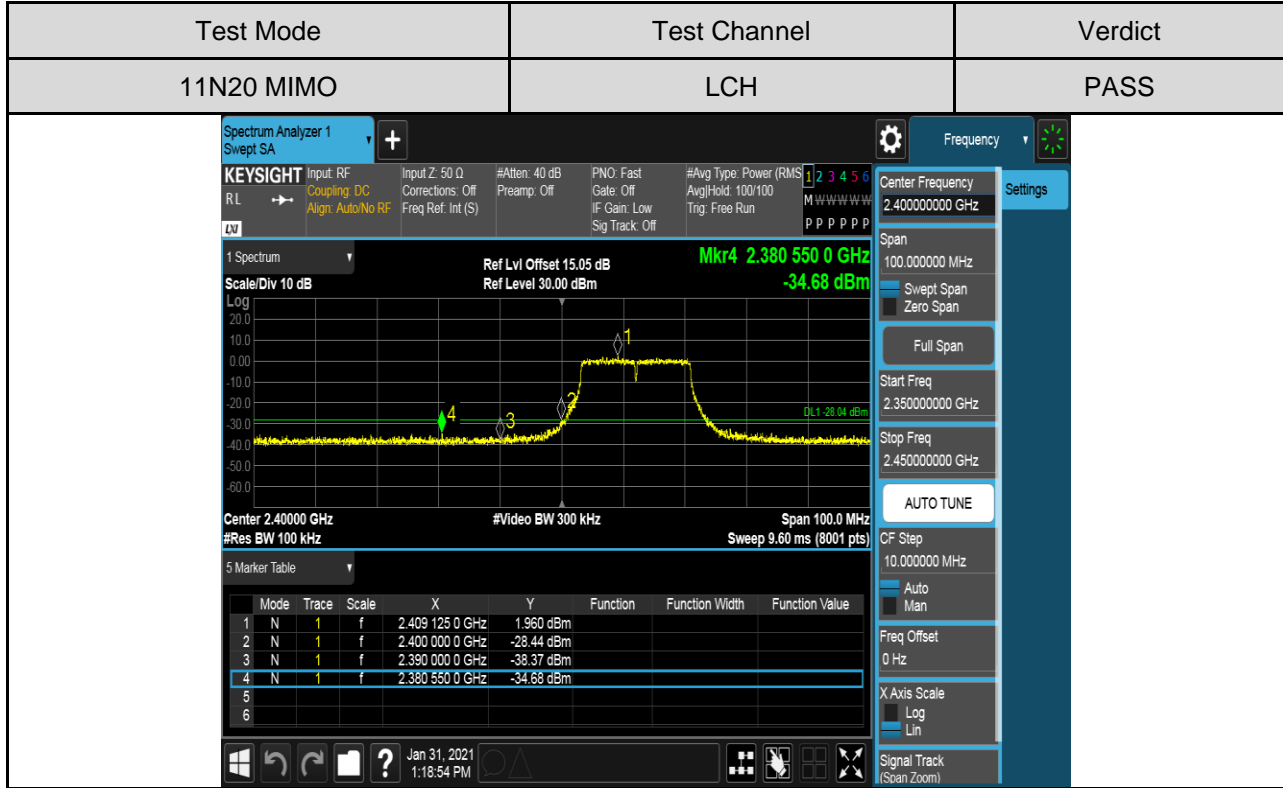 Test Mode Test Channel Verdict
11N20 MIMO LCH PASS
Spectrum Analyzer 1
Swept SA
+
Frequency
KEYSIGHT Input: RF Input Z: 50 Ω #Atten: 40 dB PNO: Fast #Avg Type: Power (RMS 1 2 3 4 5 6
RL Coupling: DC Corrections: Off Preamp: Off Gate: Off Avg|Hold: 100/100 M W W W W W
Align: Auto/No RF Freq Ref: Int (S) IF Gain: Low Trig: Free Run
LXI Sig Track: Off P P P P P P
Center Frequency
2.400000000 GHz
Settings
1 Spectrum
Ref Lvl Offset 15.05 dB Mkr4 2.380 550 0 GHz
Scale/Div 10 dB Ref Level 30.00 dBm -34.68 dBm
Log
20.0
10.0
0.00
-10.0
-20.0
-30.0
-40.0
-50.0
-60.0
1
2
3
4
DL1 -28.04 dBm
Center 2.40000 GHz #Video BW 300 kHz Span 100.0 MHz
#Res BW 100 kHz Sweep 9.60 ms (8001 pts)
Span
100.000000 MHz
Swept Span
Zero Span
Full Span
Start Freq
2.350000000 GHz
Stop Freq
2.450000000 GHz
AUTO TUNE
CF Step
10.000000 MHz
Auto
Man
Freq Offset
0 Hz
X Axis Scale
Log
Lin
Signal Track
(Span Zoom)
5 Marker Table
Mode Trace Scale X Y Function Function Width Function Value
1 N 1 f 2.409 125 0 GHz 1.960 dBm
2 N 1 f 2.400 000 0 GHz -28.44 dBm
3 N 1 f 2.390 000 0 GHz -38.37 dBm
4 N 1 f 2.380 550 0 GHz -34.68 dBm
5
6
? Jan 31, 2021
1:18:54 PM